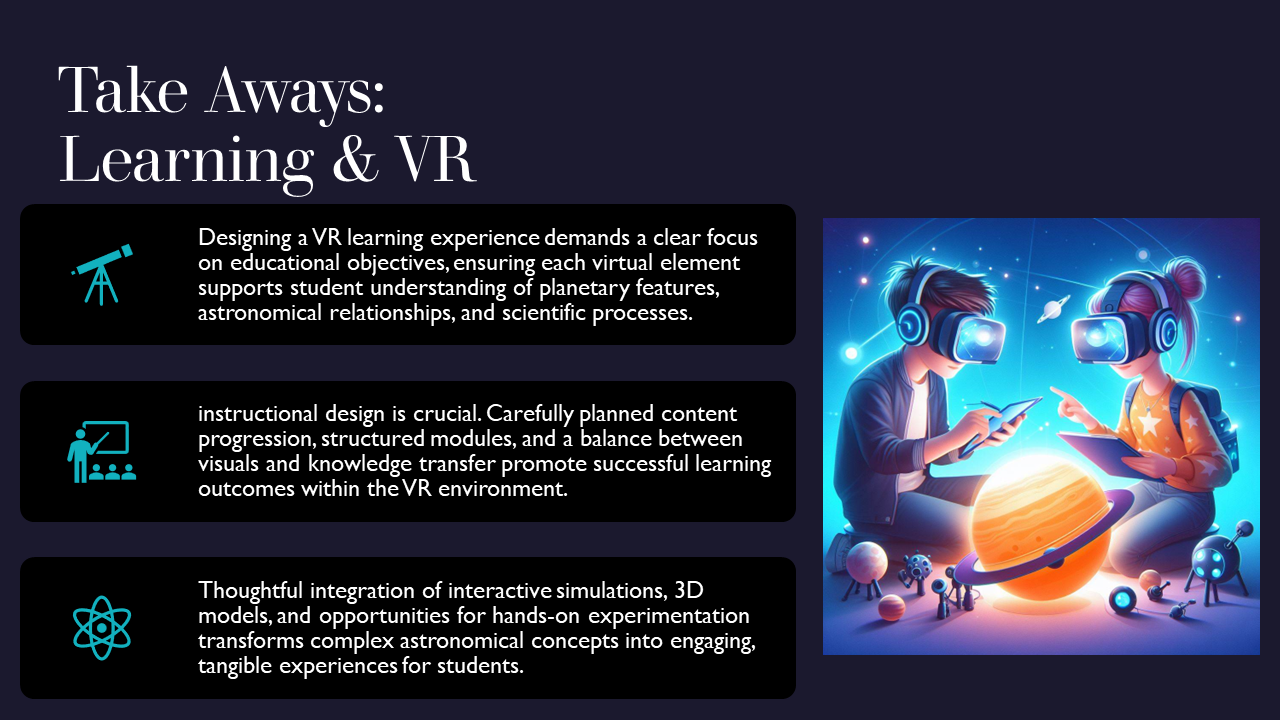 Take Aways:
Learning & VR
Designing a VR learning experience demands a clear focus
on educational objectives, ensuring each virtual element
supports student understanding of planetary features,
astronomical relationships, and scientific processes.
instructional design is crucial. Carefully planned content
progression, structured modules, and a balance between
visuals and knowledge transfer promote successful learning
outcomes within the VR environment.
Thoughtful integration of interactive simulations, 3D
models, and opportunities for hands-on experimentation
transforms complex astronomical concepts into engaging,
tangible experiences for students.